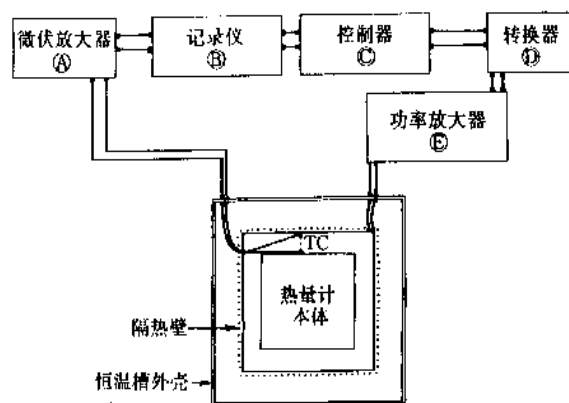 微伏放大器
Ⓐ
记录仪
Ⓑ
控制器
Ⓒ
转换器
Ⓓ
功率放大器
Ⓔ
TC
热量计
本体
隔热壁
恒温槽外壳